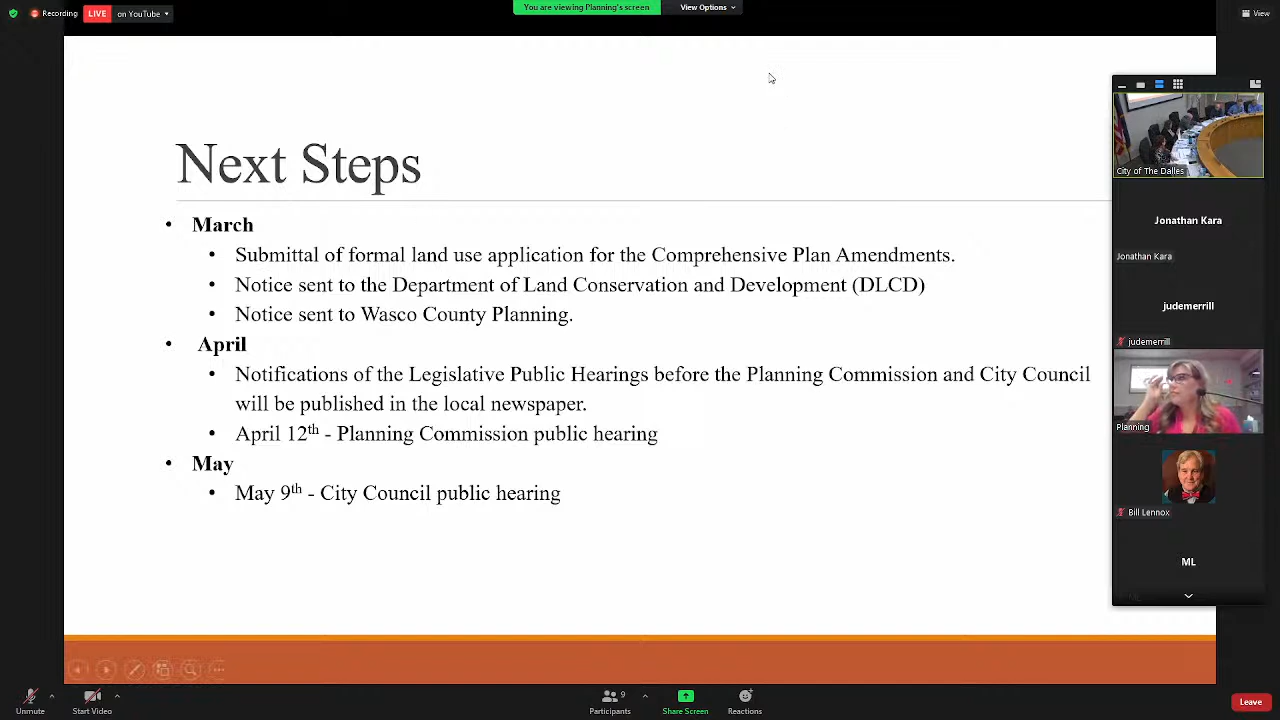 Recording
LIVE on YouTube
You are viewing Planning's screen
View Options
View
Next Steps
• March
• Submittal of formal land use application for the Comprehensive Plan Amendments.
• Notice sent to the Department of Land Conservation and Development (DLCD)
• Notice sent to Wasco County Planning.
• April
• Notifications of the Legislative Public Hearings before the Planning Commission and City Council
will be published in the local newspaper.
• April 12th - Planning Commission public hearing
• May
• May 9th - City Council public hearing
City of The Dalles
Jonathan Kara
Jonathan Kara
judemerrill
judemerrill
Planning
Bill Lennox
ML
ML
Unmute
Start Video
9
Participants
Share Screen
Reactions
Leave